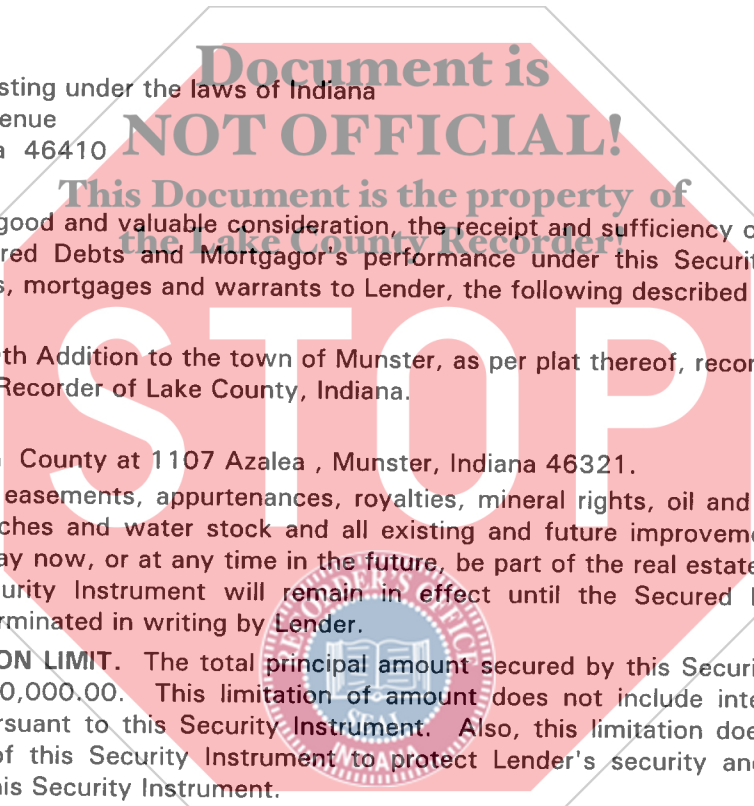 Document is
sting under the laws of Indiana
enue
a 46410
NOT OFFICIAL!
This Document is the property of
good and valuable consideration, the receipt and sufficiency o
the Lake County Recorder!
red Debts and Mortgagor's performance under this Securit
s, mortgages and warrants to Lender, the following described
STOP
th Addition to the town of Munster, as per plat thereof, recor
Recorder of Lake County, Indiana.
County at 1107 Azalea , Munster, Indiana 46321.
easements, appurtenances, royalties, mineral rights, oil and
ches and water stock and all existing and future improveme
ay now, or at any time in the future, be part of the real estate
urity Instrument will remain in effect until the Secured
rminated in writing by Lender.
RECORDER'S OFFICE
SEAL
INDIANA
ON LIMIT. The total principal amount secured by this Securi
0,000.00. This limitation of amount does not include inte
rsuant to this Security Instrument. Also, this limitation doe
of this Security Instrument to protect Lender's security and
his Security Instrument.